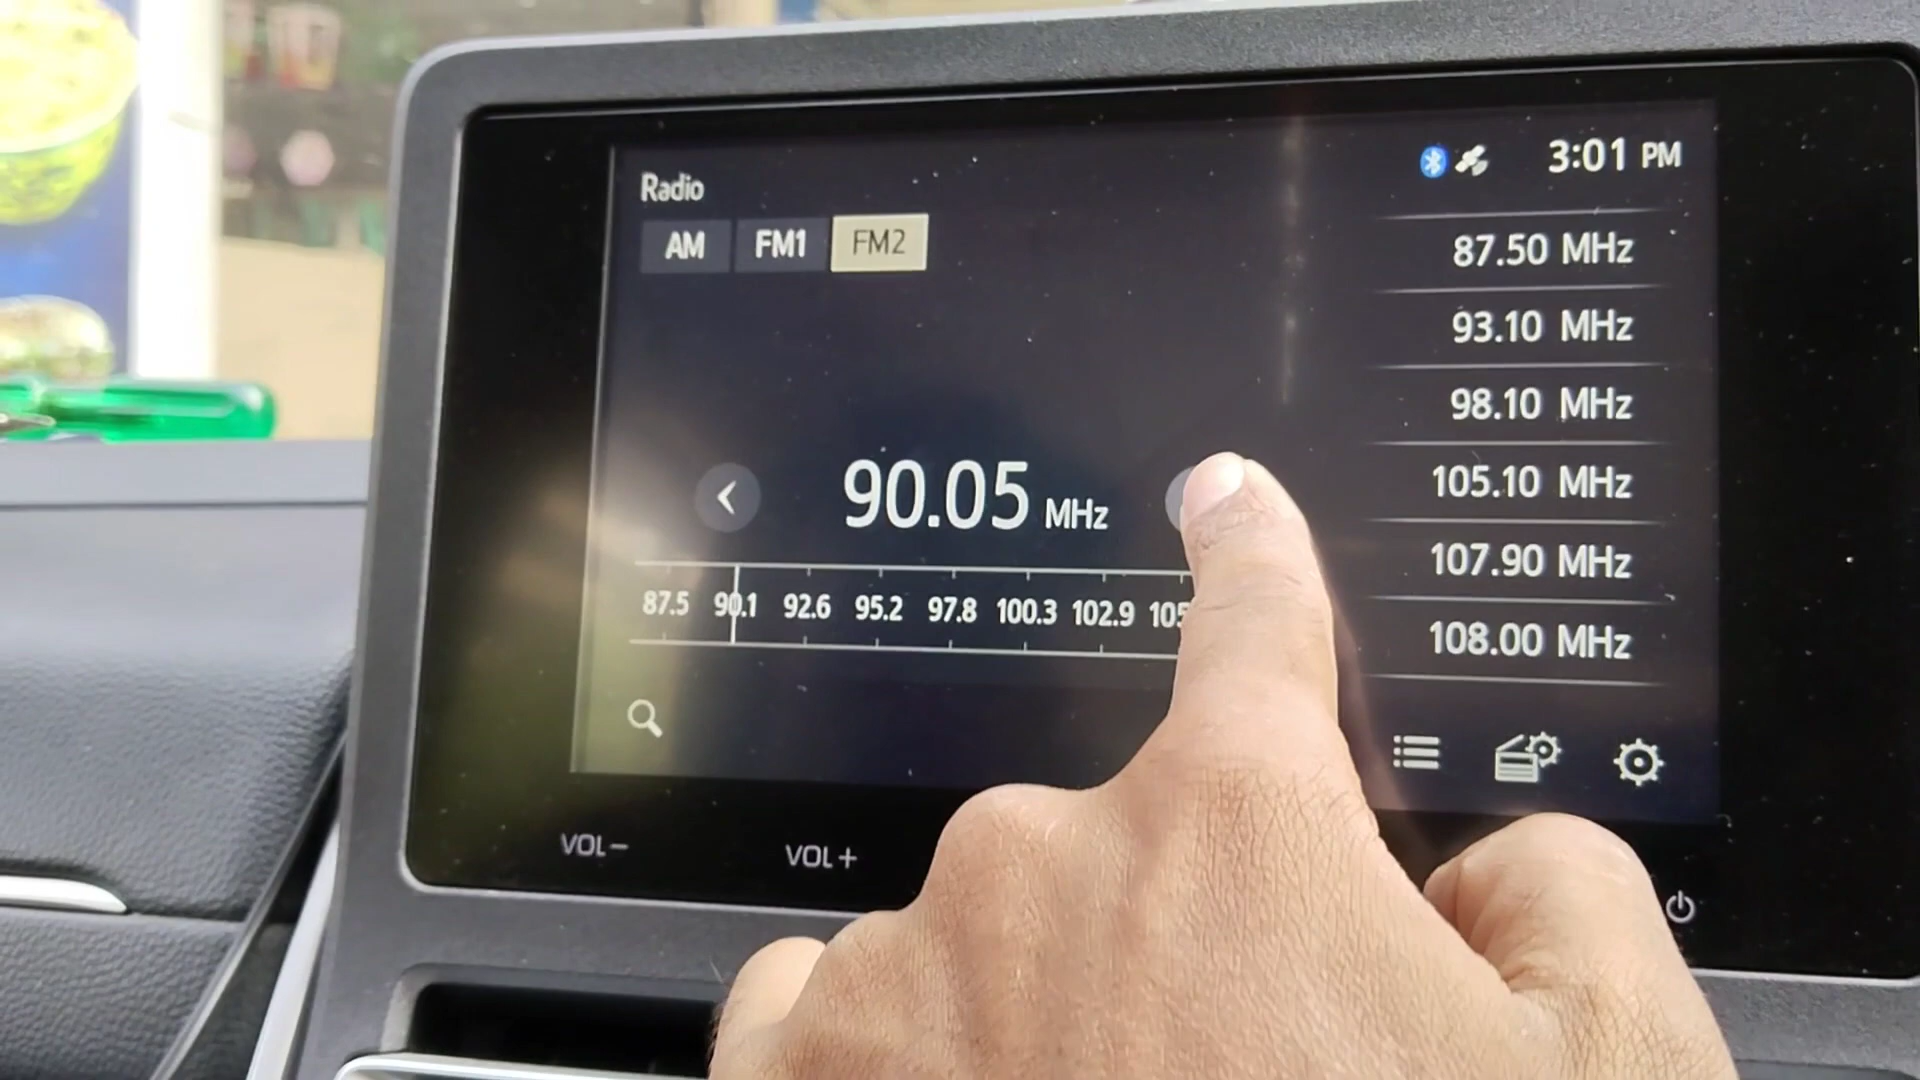 Radio
3:01 PM
AM FM1 FM2
87.50 MHz
93.10 MHz
98.10 MHz
105.10 MHz
107.90 MHz
108.00 MHz
90.05 MHz
87.5 90.1 92.6 95.2 97.8 100.3 102.9
VOL– VOL+